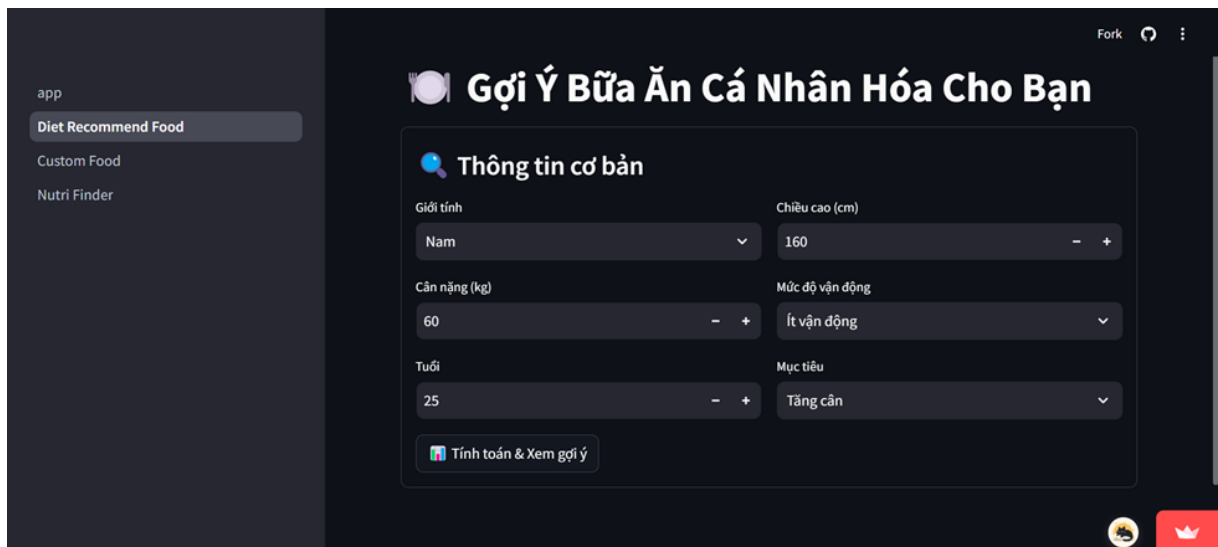 Fork
app
Diet Recommend Food
Custom Food
Nutri Finder
Gợi Ý Bữa Ăn Cá Nhân Hóa Cho Bạn
Thông tin cơ bản
Giới tính
Chiều cao (cm)
Nam
160
Cân nặng (kg)
Mức độ vận động
60
Ít vận động
Tuổi
Mục tiêu
25
Tăng cân
Tính toán & Xem gợi ý